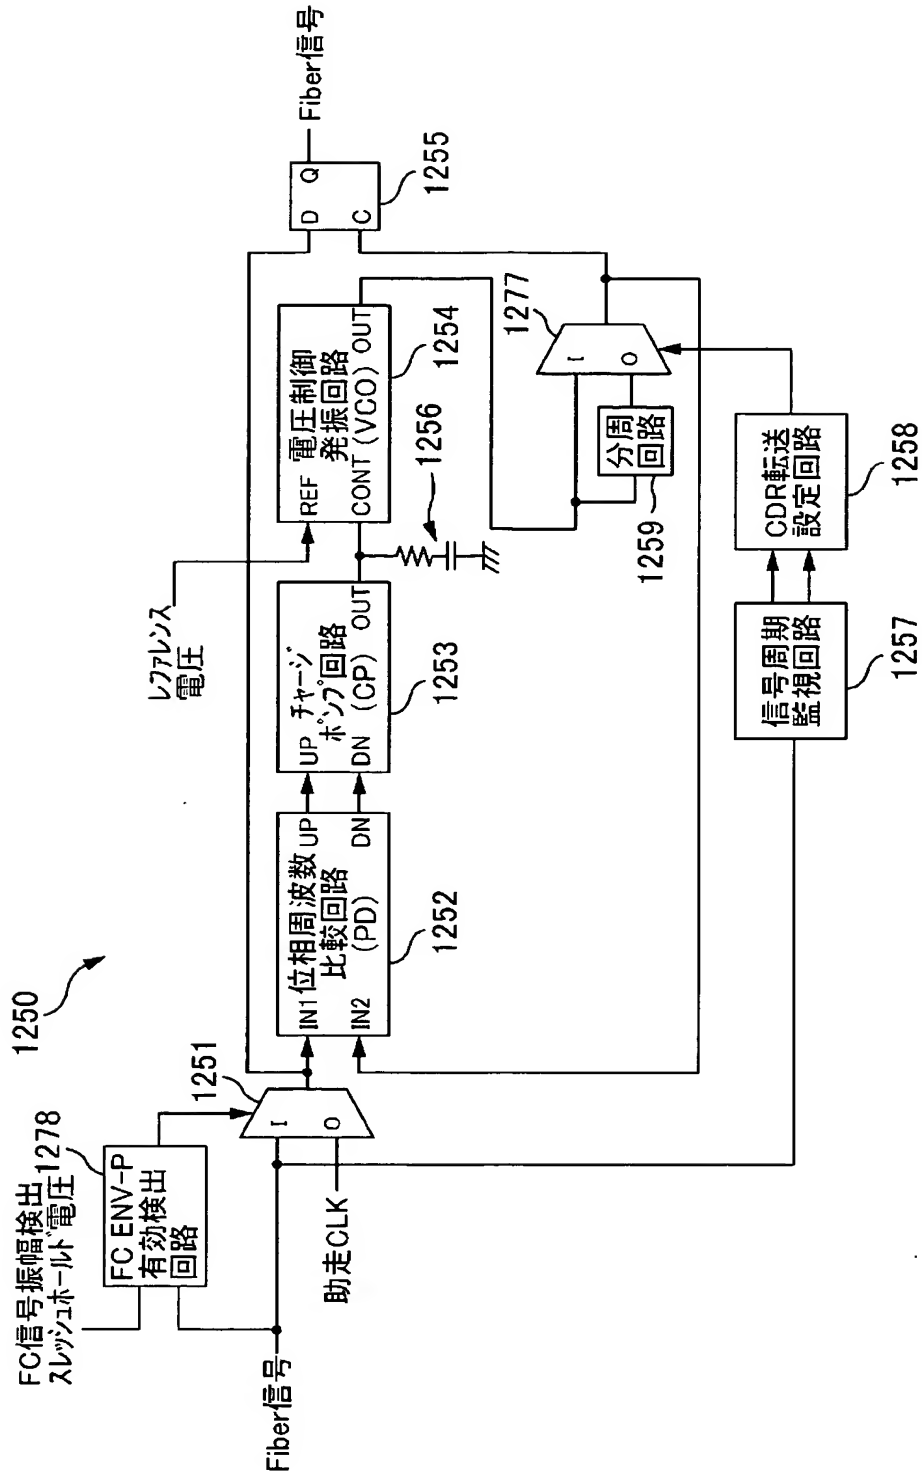 1250
FC信号振幅検出
スレッショホールド電圧
1278
FC ENV-P
有効検出
回路
1251
I
O
Fiber信号
助走CLK
IN1
IN2
位相周波数
比較回路
(PD)
UP
DN
1252
UP
DN
チャージ
ポンプ回路
(CP)
OUT
1253
レファレンス
電圧
REF
CONT
電圧制御
発振回路
(VCO)
OUT
1254
1256
D
Q
C
1255
Fiber信号
1277
I
O
分周
回路
1259
信号周期
監視回路
1257
CDR転送
設定回路
1258